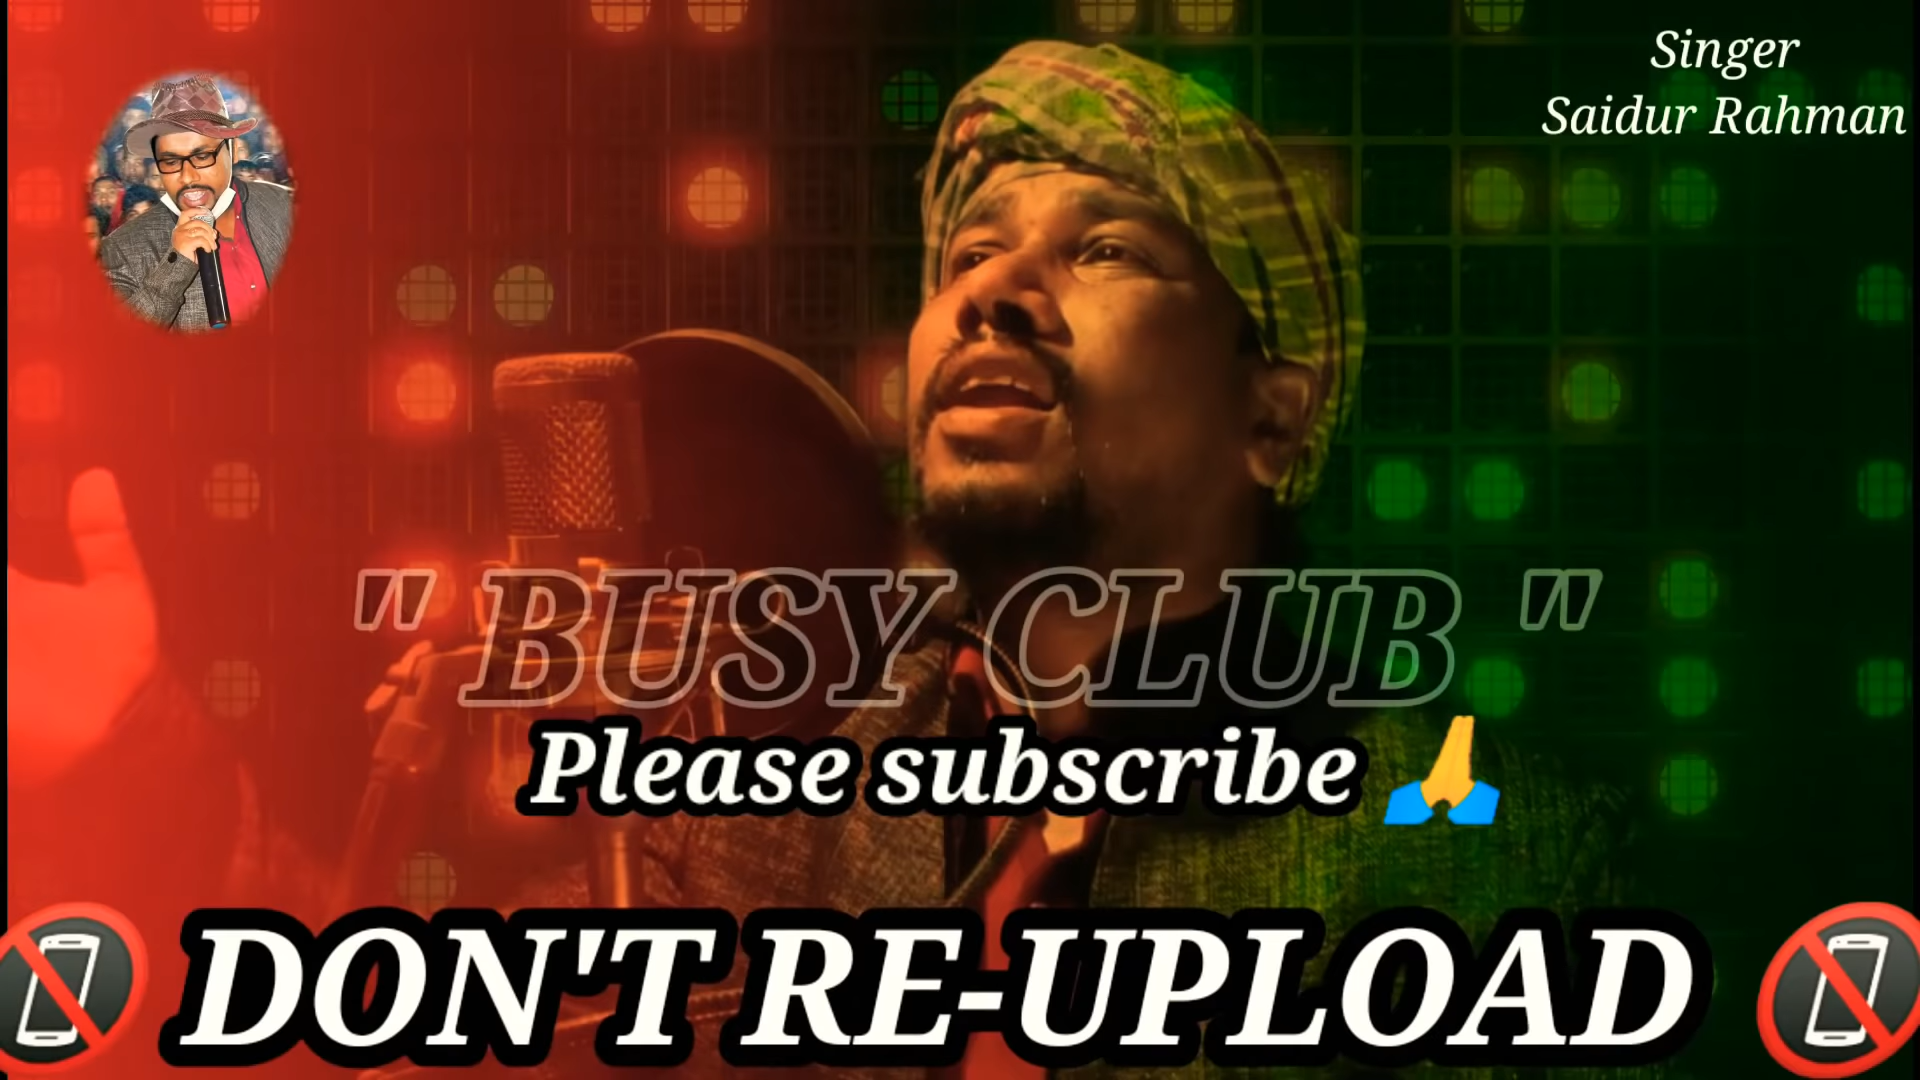 Singer
Saidur Rahman
" BUSY CLUB "
Please subscribe 🙏
DON'T RE-UPLOAD